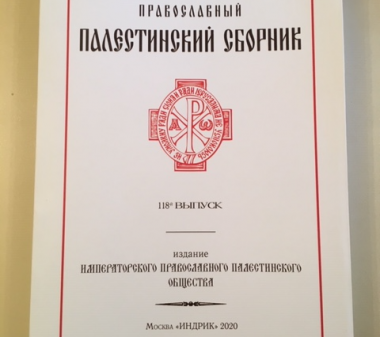 ПРАВОСЛАВНЫЙ
ПАЛЕСТИНСКИЙ СБОРНИК
А Ω
118й ВЫПУСК
издание
ИМПЕРАТОРСКОГО ПРАВОСЛАВНОГО ПАЛЕСТИНСКОГО
ОБЩЕСТВА
Москва «ИНДРИК» 2020